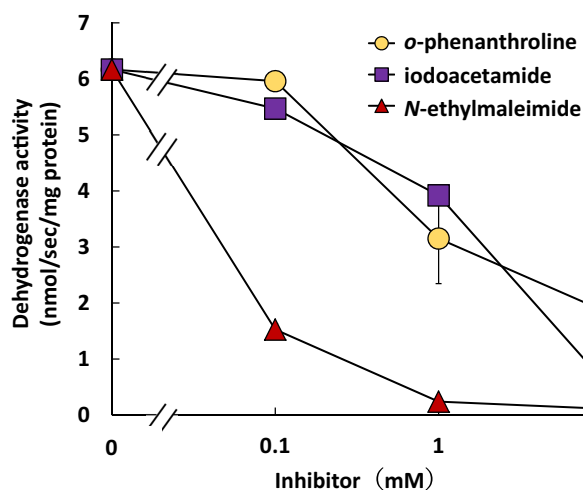 7
6
5
4
3
2
1
0
Dehydrogenase activity
(nmol/sec/mg protein)
o-phenanthroline
iodoacetamide
N-ethylmaleimide
0 0.1 1
Inhibitor (mM)